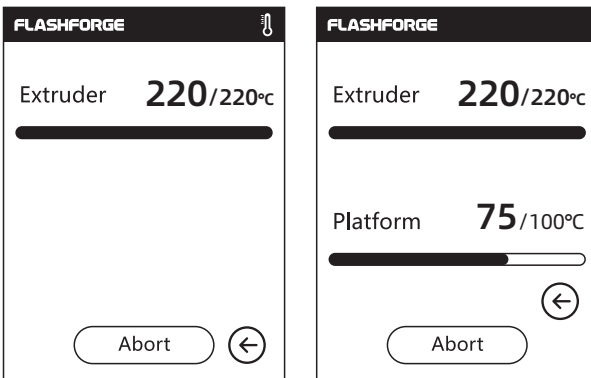 FLASHFORGE
Extruder 220/220℃
Abort
FLASHFORGE
Extruder 220/220℃
Platform 75/100℃
Abort